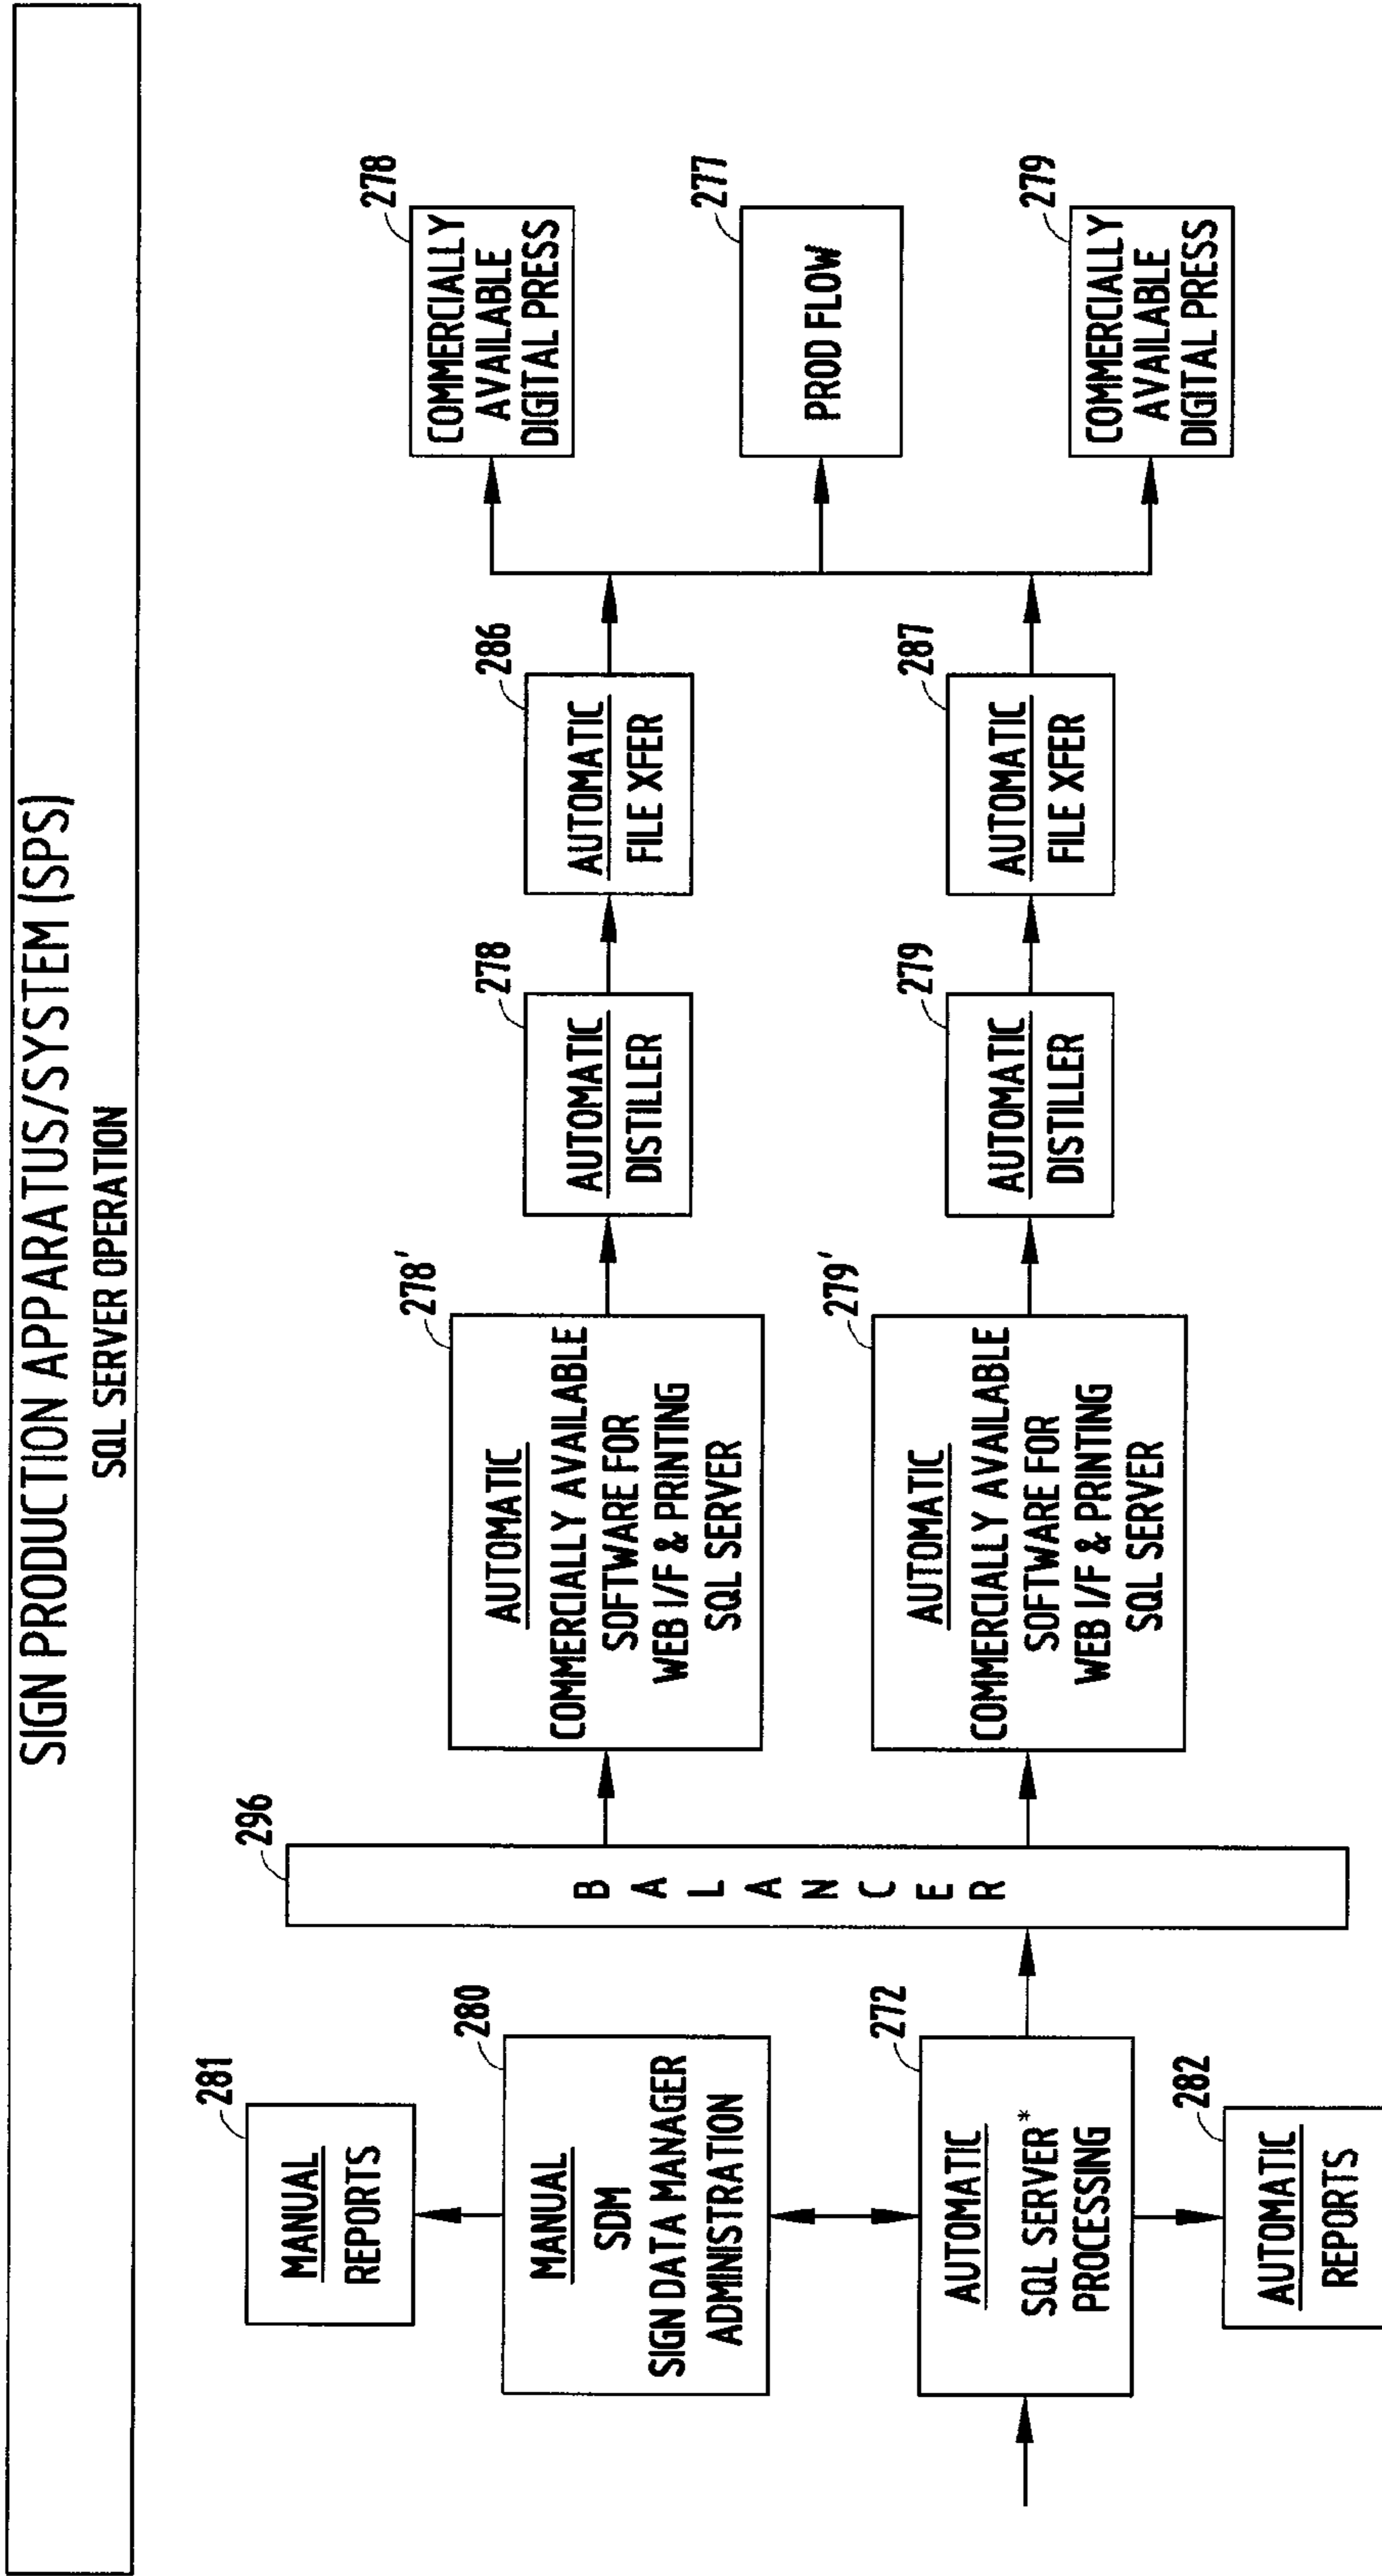 SIGN PRODUCTION APPARATUS/SYSTEM (SPS)
SQL SERVER OPERATION
281
MANUAL
REPORTS
280
MANUAL
SDM
SIGN DATA MANAGER
ADMINISTRATION
272
AUTOMATIC
SQL SERVER*
PROCESSING
282
AUTOMATIC
REPORTS
296
BALANCER
278'
AUTOMATIC
COMMERCIALLY AVAILABLE
SOFTWARE FOR
WEB I/F & PRINTING
SQL SERVER
279'
AUTOMATIC
COMMERCIALLY AVAILABLE
SOFTWARE FOR
WEB I/F & PRINTING
SQL SERVER
278
AUTOMATIC
DISTILLER
279
AUTOMATIC
DISTILLER
286
AUTOMATIC
FILE XFER
287
AUTOMATIC
FILE XFER
278
COMMERCIALLY
AVAILABLE
DIGITAL PRESS
277
PROD FLOW
279
COMMERCIALLY
AVAILABLE
DIGITAL PRESS